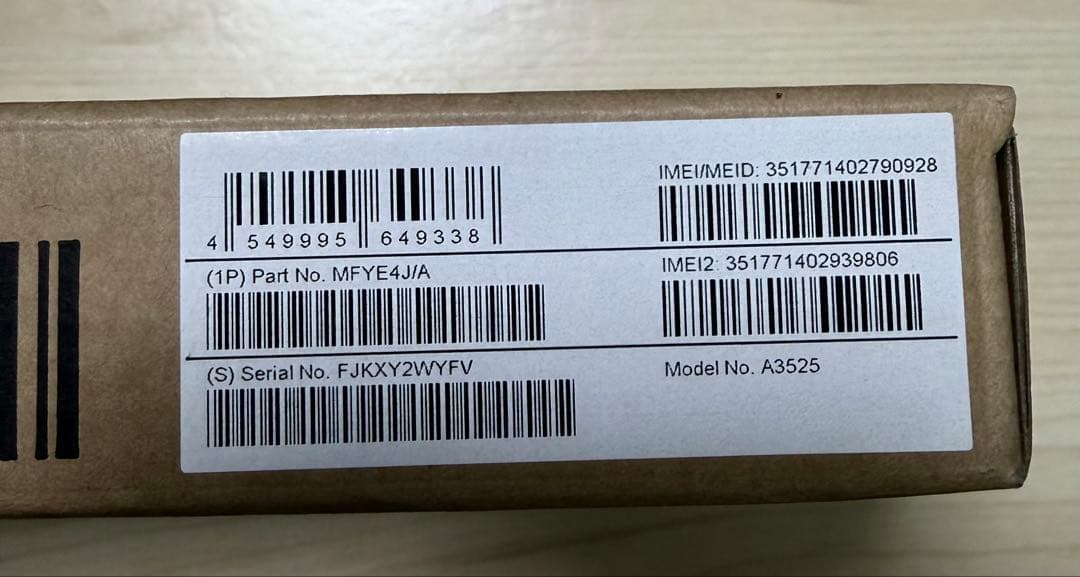 4 549995 649338
(1P) Part No. MFYE4J/A
(S) Serial No. FJKXY2WYFV
IMEI/MEID: 351771402790928
IMEI2: 351771402939806
Model No. A3525